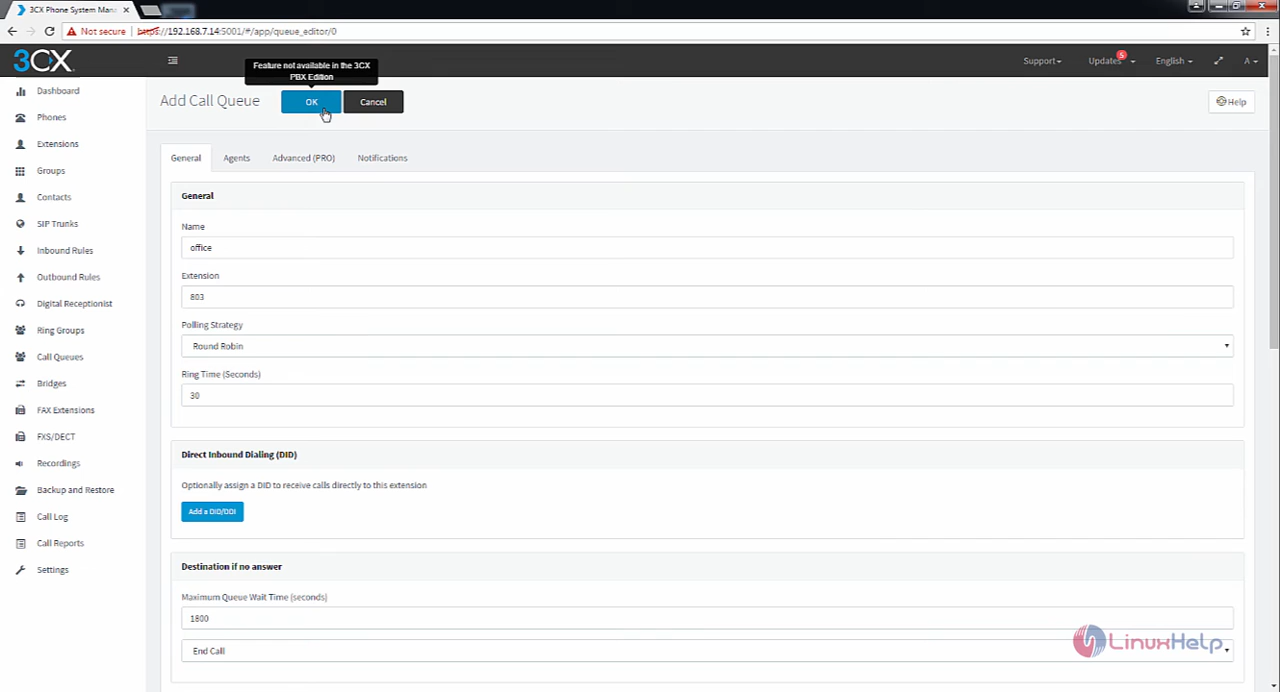 3CX Phone System Mana
Not secure https://192.168.7.14:5001/#/app/queue_editor/0
3CX
Support
Updates
5
English
A
Feature not available in the 3CX
PBX Edition
Add Call Queue
OK
Cancel
Help
Dashboard
Phones
Extensions
Groups
Contacts
SIP Trunks
Inbound Rules
Outbound Rules
Digital Receptionist
Ring Groups
Call Queues
Bridges
FAX Extensions
FXS/DECT
Recordings
Backup and Restore
Call Log
Call Reports
Settings
General
Agents
Advanced (PRO)
Notifications
General
Name
office
Extension
803
Polling Strategy
Round Robin
Ring Time (Seconds)
30
Direct Inbound Dialing (DID)
Optionally assign a DID to receive calls directly to this extension
Add a DID/DDI
Destination if no answer
Maximum Queue Wait Time (seconds)
1800
End Call
LinuxHelp